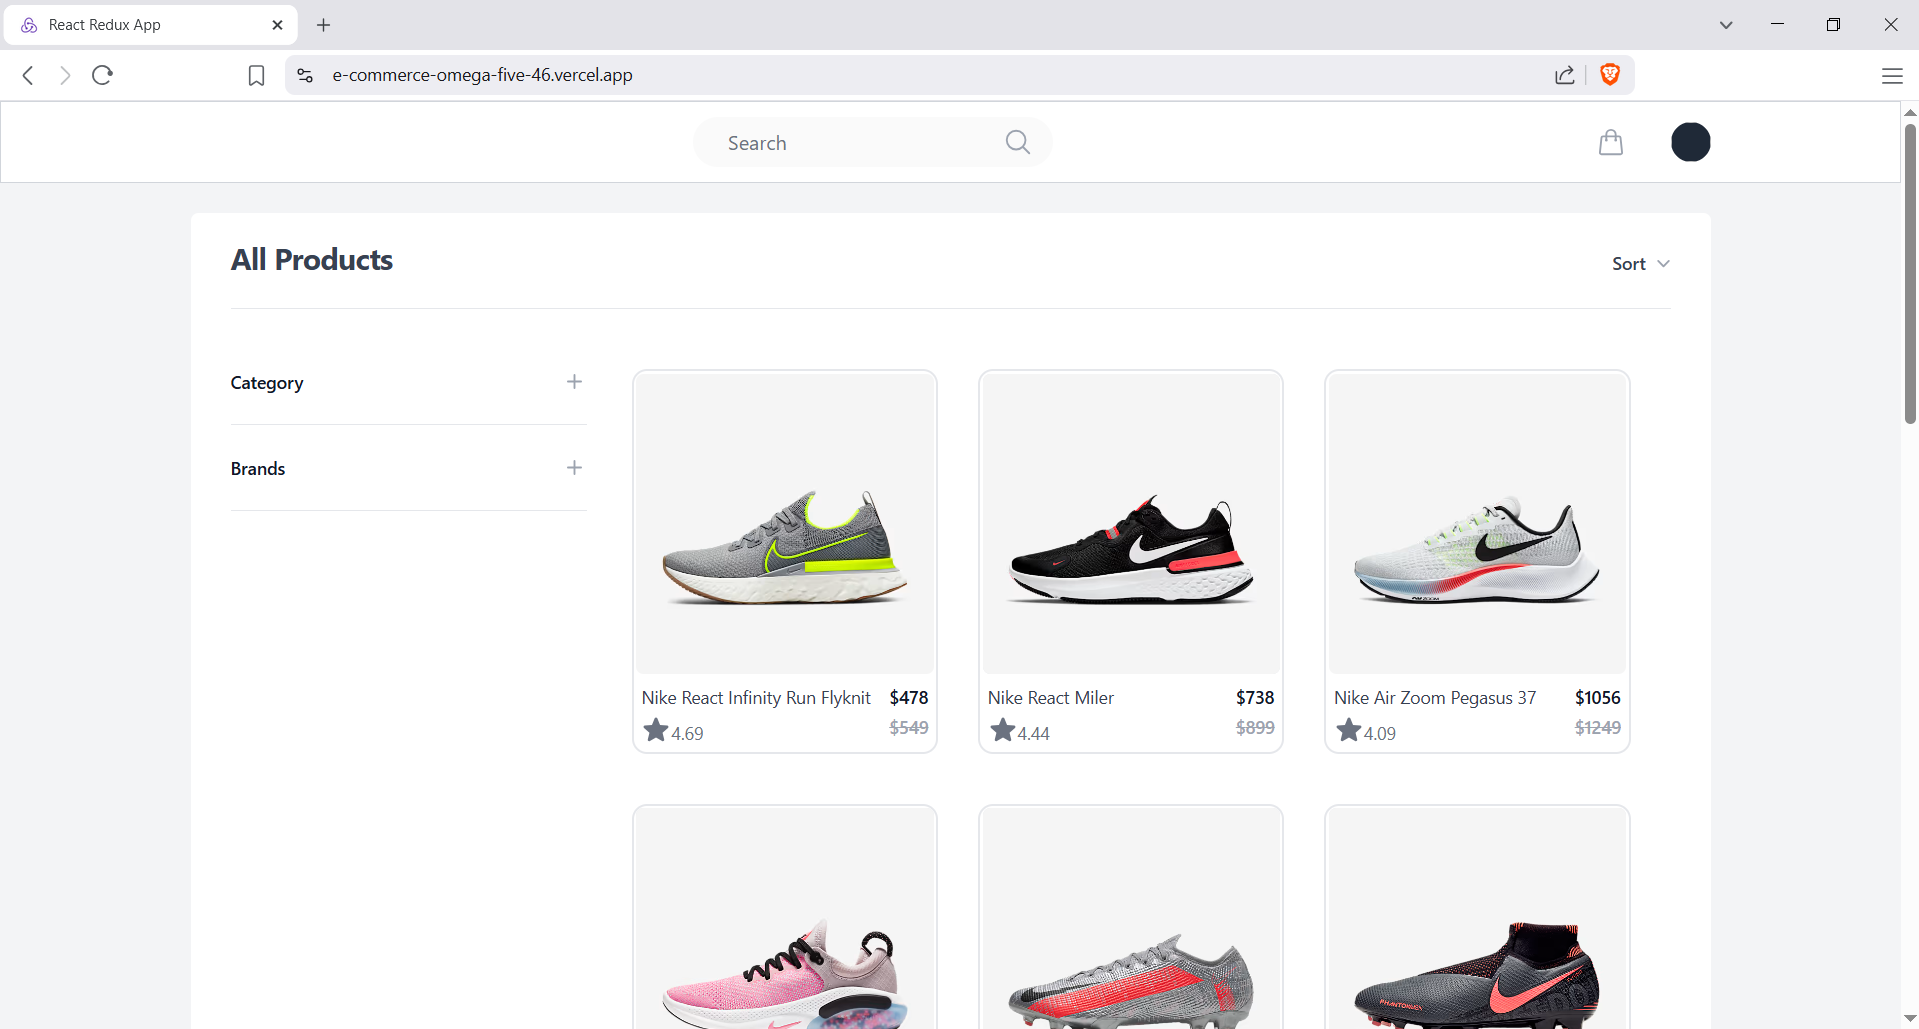 React Redux App
e-commerce-omega-five-46.vercel.app
Search
All Products
Sort
Category
Brands
Nike React Infinity Run Flyknit $478
4.69 $549
Nike React Miler $738
4.44 $899
Nike Air Zoom Pegasus 37 $1056
4.09 $1249
PHANTOM